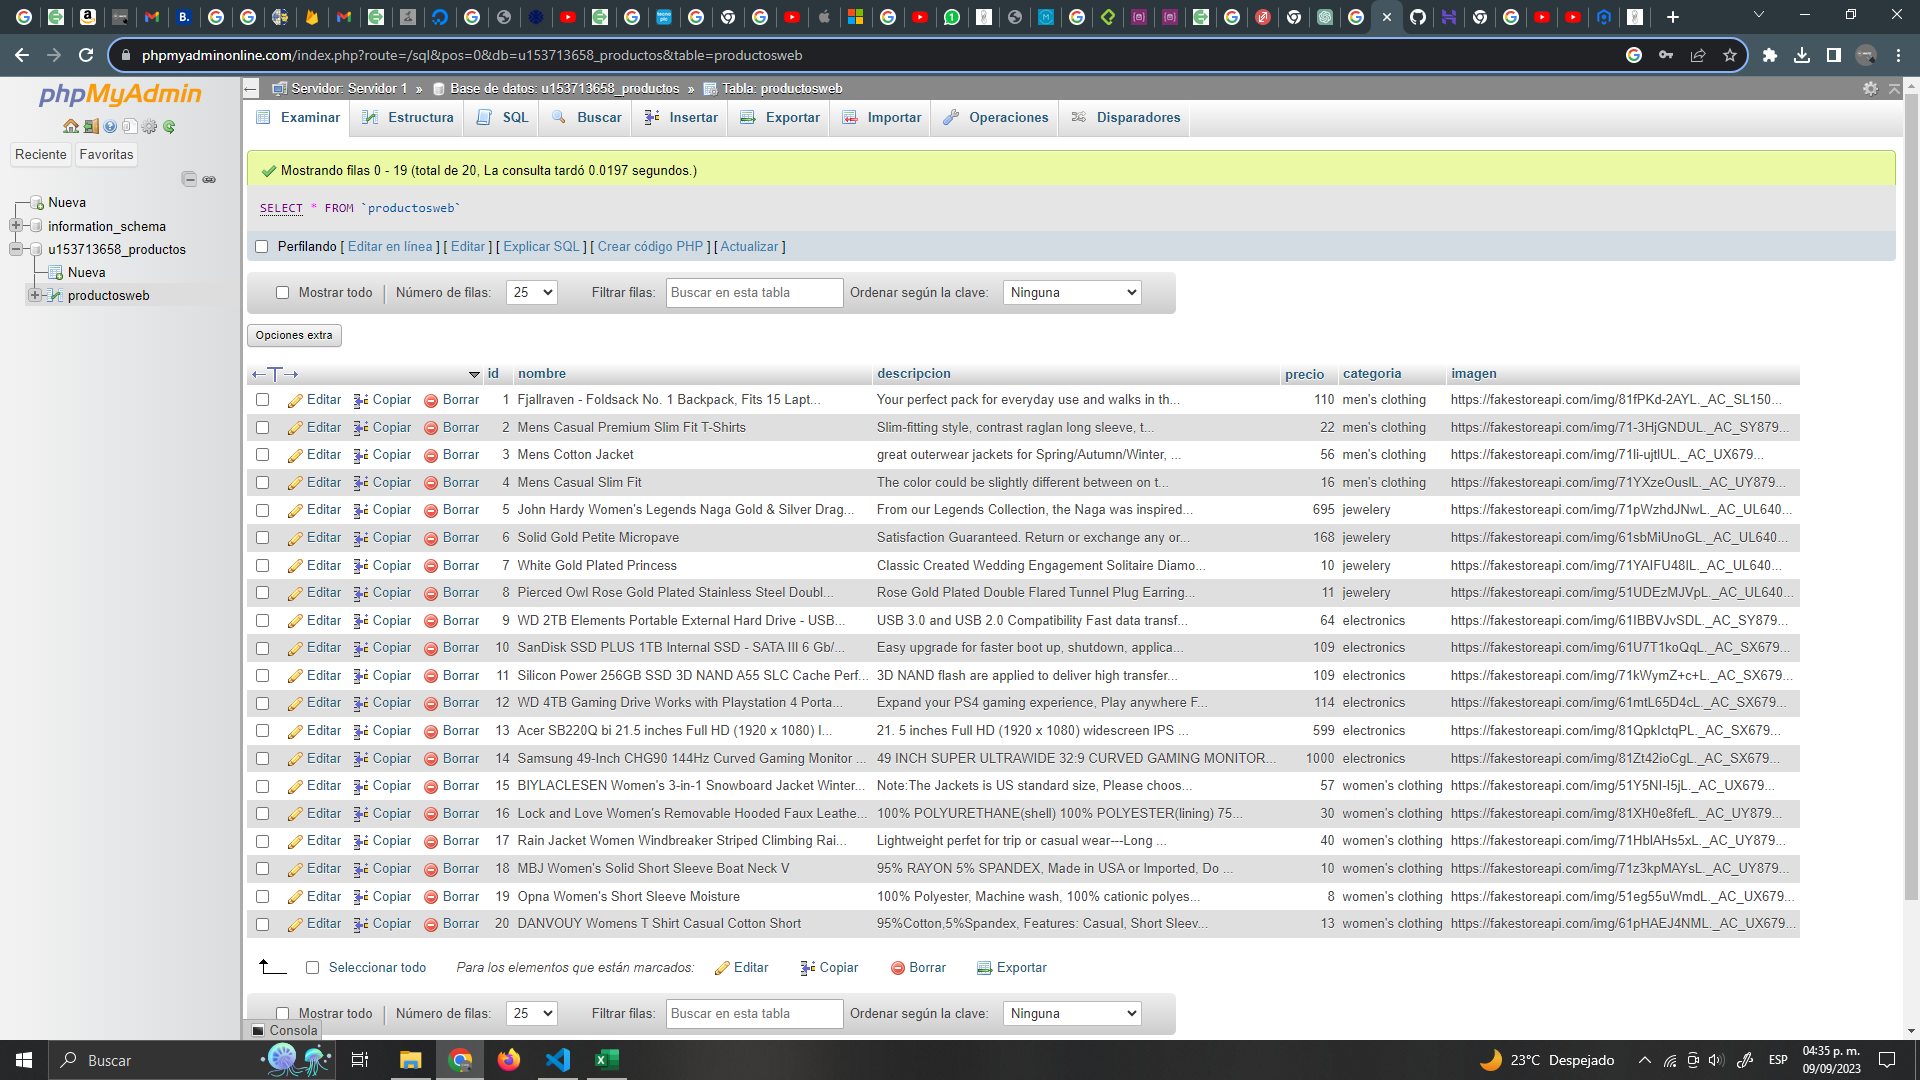 phpmyadminonline.com/index.php?route=/sql&pos=0&db=u153713658_productos&table=productosweb
phpMyAdmin
Reciente Favoritas
Nueva
information_schema
u153713658_productos
Nueva
productosweb
Servidor: Servidor 1 » Base de datos: u153713658_productos » Tabla: productosweb
Examinar Estructura SQL Buscar Insertar Exportar Importar Operaciones Disparadores
Mostrando filas 0 - 19 (total de 20, La consulta tardó 0.0197 segundos.)
SELECT * FROM `productosweb`
Perfilando [ Editar en línea ] [ Editar ] [ Explicar SQL ] [ Crear código PHP ] [ Actualizar ]
Mostrar todo Número de filas: 25 Filtrar filas: Buscar en esta tabla Ordenar según la clave: Ninguna
Opciones extra
id nombre descripcion precio categoria imagen
Editar Copiar Borrar 1 Fjallraven - Foldsack No. 1 Backpack, Fits 15 Lapt... Your perfect pack for everyday use and walks in th... 110 men's clothing https://fakestoreapi.com/img/81fPKd-2AYL._AC_SL150...
Editar Copiar Borrar 2 Mens Casual Premium Slim Fit T-Shirts Slim-fitting style, contrast raglan long sleeve, t... 22 men's clothing https://fakestoreapi.com/img/71-3HjGNDUL._AC_SY879...
Editar Copiar Borrar 3 Mens Cotton Jacket great outerwear jackets for Spring/Autumn/Winter, ... 56 men's clothing https://fakestoreapi.com/img/71li-ujtlUL._AC_UX679...
Editar Copiar Borrar 4 Mens Casual Slim Fit The color could be slightly different between on t... 16 men's clothing https://fakestoreapi.com/img/71YXzeOuslL._AC_UY879...
Editar Copiar Borrar 5 John Hardy Women's Legends Naga Gold & Silver Drag... From our Legends Collection, the Naga was inspired... 695 jewelery https://fakestoreapi.com/img/71pWzhdJNwL._AC_UL640...
Editar Copiar Borrar 6 Solid Gold Petite Micropave Satisfaction Guaranteed. Return or exchange any or... 168 jewelery https://fakestoreapi.com/img/61sbMiUnoGL._AC_UL640...
Editar Copiar Borrar 7 White Gold Plated Princess Classic Created Wedding Engagement Solitaire Diamo... 10 jewelery https://fakestoreapi.com/img/71YAIFU48IL._AC_UL640...
Editar Copiar Borrar 8 Pierced Owl Rose Gold Plated Stainless Steel Doubl... Rose Gold Plated Double Flared Tunnel Plug Earring... 11 jewelery https://fakestoreapi.com/img/51UDEzMJVpL._AC_UL640...
Editar Copiar Borrar 9 WD 2TB Elements Portable External Hard Drive - USB... USB 3.0 and USB 2.0 Compatibility Fast data transf... 64 electronics https://fakestoreapi.com/img/61IBBVJvSDL._AC_SY879...
Editar Copiar Borrar 10 SanDisk SSD PLUS 1TB Internal SSD - SATA III 6 Gb/... Easy upgrade for faster boot up, shutdown, applica... 109 electronics https://fakestoreapi.com/img/61U7T1koQqL._AC_SX679...
Editar Copiar Borrar 11 Silicon Power 256GB SSD 3D NAND A55 SLC Cache Perf... 3D NAND flash are applied to deliver high transfer... 109 electronics https://fakestoreapi.com/img/71kWymZ+c+L._AC_SX679...
Editar Copiar Borrar 12 WD 4TB Gaming Drive Works with Playstation 4 Porta... Expand your PS4 gaming experience, Play anywhere F... 114 electronics https://fakestoreapi.com/img/61mtL65D4cL._AC_SX679...
Editar Copiar Borrar 13 Acer SB220Q bi 21.5 inches Full HD (1920 x 1080) I... 21. 5 inches Full HD (1920 x 1080) widescreen IPS ... 599 electronics https://fakestoreapi.com/img/81QpkIctqPL._AC_SX679...
Editar Copiar Borrar 14 Samsung 49-Inch CHG90 144Hz Curved Gaming Monitor ... 49 INCH SUPER ULTRAWIDE 32:9 CURVED GAMING MONITOR... 1000 electronics https://fakestoreapi.com/img/81Zt42ioCgL._AC_SX679...
Editar Copiar Borrar 15 BIYLACLESEN Women's 3-in-1 Snowboard Jacket Winter... Note:The Jackets is US standard size, Please choos... 57 women's clothing https://fakestoreapi.com/img/51Y5NI-I5jL._AC_UX679...
Editar Copiar Borrar 16 Lock and Love Women's Removable Hooded Faux Leathe... 100% POLYURETHANE(shell) 100% POLYESTER(lining) 75... 30 women's clothing https://fakestoreapi.com/img/81XH0e8fefL._AC_UY879...
Editar Copiar Borrar 17 Rain Jacket Women Windbreaker Striped Climbing Rai... Lightweight perfet for trip or casual wear---Long ... 40 women's clothing https://fakestoreapi.com/img/71HblAHs5xL._AC_UY879...
Editar Copiar Borrar 18 MBJ Women's Solid Short Sleeve Boat Neck V 95% RAYON 5% SPANDEX, Made in USA or Imported, Do ... 10 women's clothing https://fakestoreapi.com/img/71z3kpMAYsL._AC_UY879...
Editar Copiar Borrar 19 Opna Women's Short Sleeve Moisture 100% Polyester, Machine wash, 100% cationic polyes... 8 women's clothing https://fakestoreapi.com/img/51eg55uWmdL._AC_UX679...
Editar Copiar Borrar 20 DANVOUY Womens T Shirt Casual Cotton Short 95%Cotton,5%Spandex, Features: Casual, Short Sleev... 13 women's clothing https://fakestoreapi.com/img/61pHAEJ4NML._AC_UX679...
Seleccionar todo Para los elementos que están marcados: Editar Copiar Borrar Exportar
Mostrar todo Número de filas: 25 Filtrar filas: Buscar en esta tabla Ordenar según la clave: Ninguna
Consola
Buscar 23°C Despejado ESP 04:35 p. m.
09/09/2023